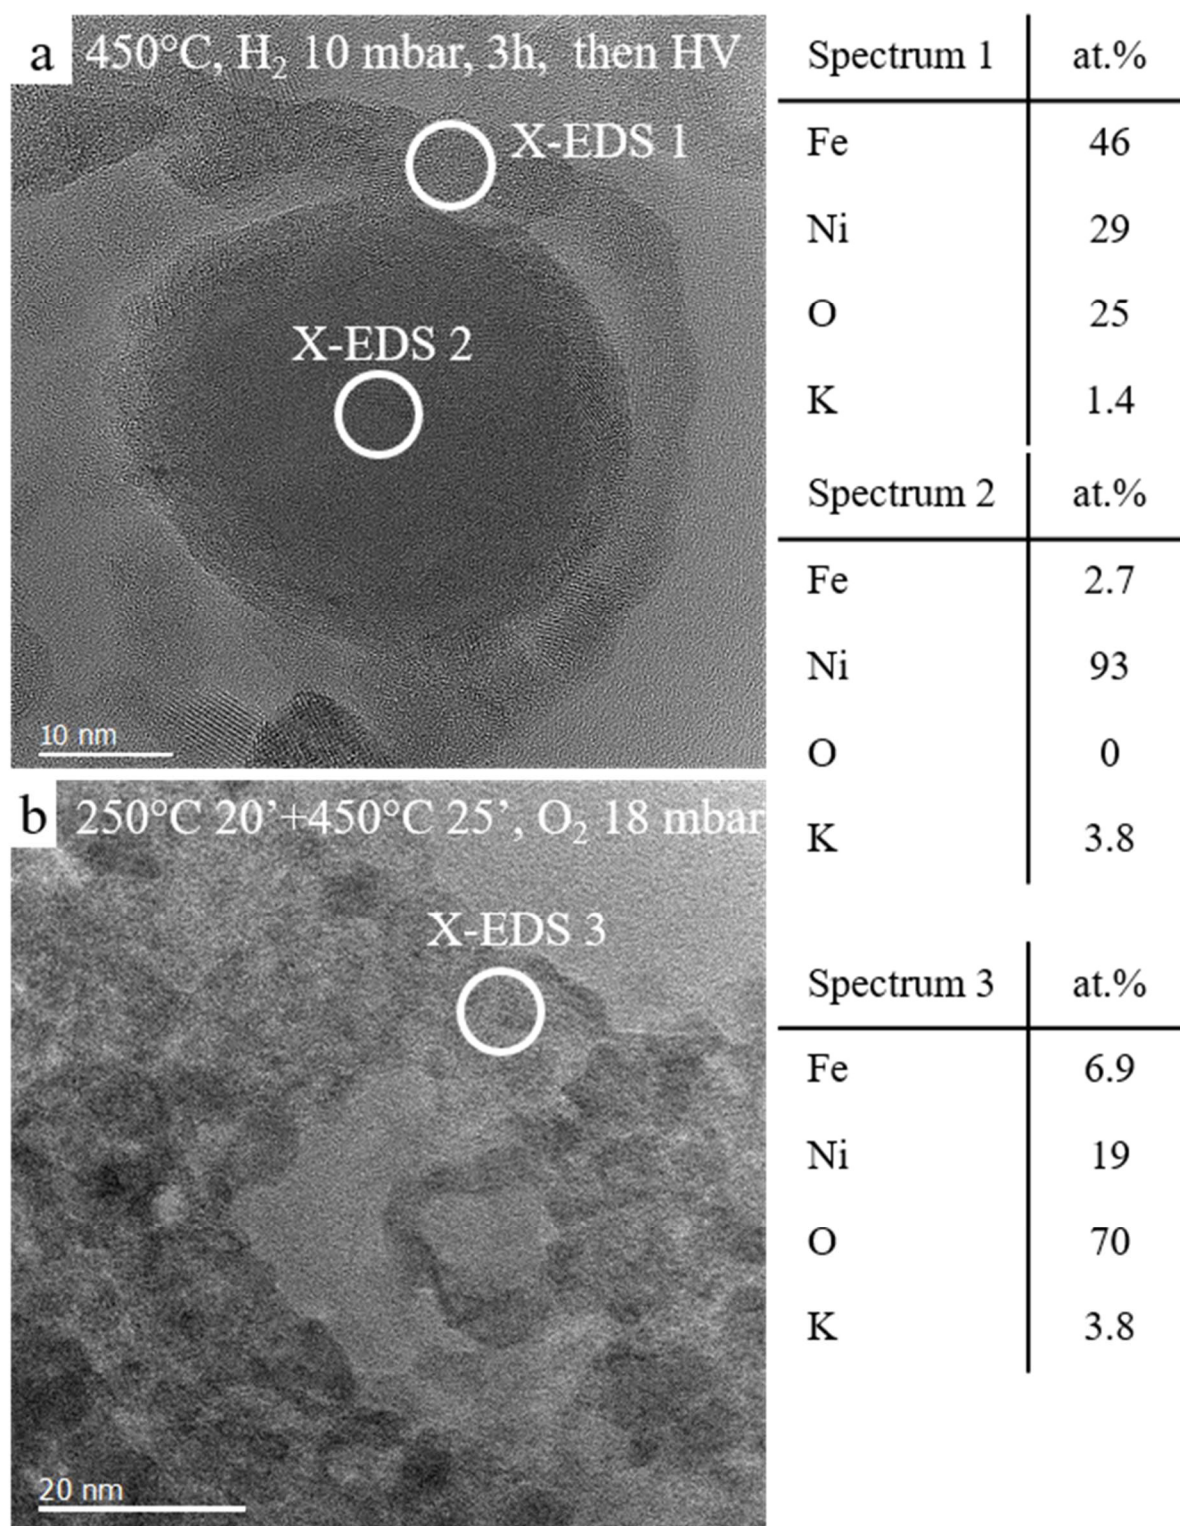 a 450°C, H₂ 10 mbar, 3h, then HV
X-EDS 1
X-EDS 2
10 nm
Spectrum 1 at.%
Fe 46
Ni 29
O 25
K 1.4
Spectrum 2 at.%
Fe 2.7
Ni 93
O 0
K 3.8
b 250°C 20’+450°C 25’, O₂ 18 mbar
X-EDS 3
20 nm
Spectrum 3 at.%
Fe 6.9
Ni 19
O 70
K 3.8